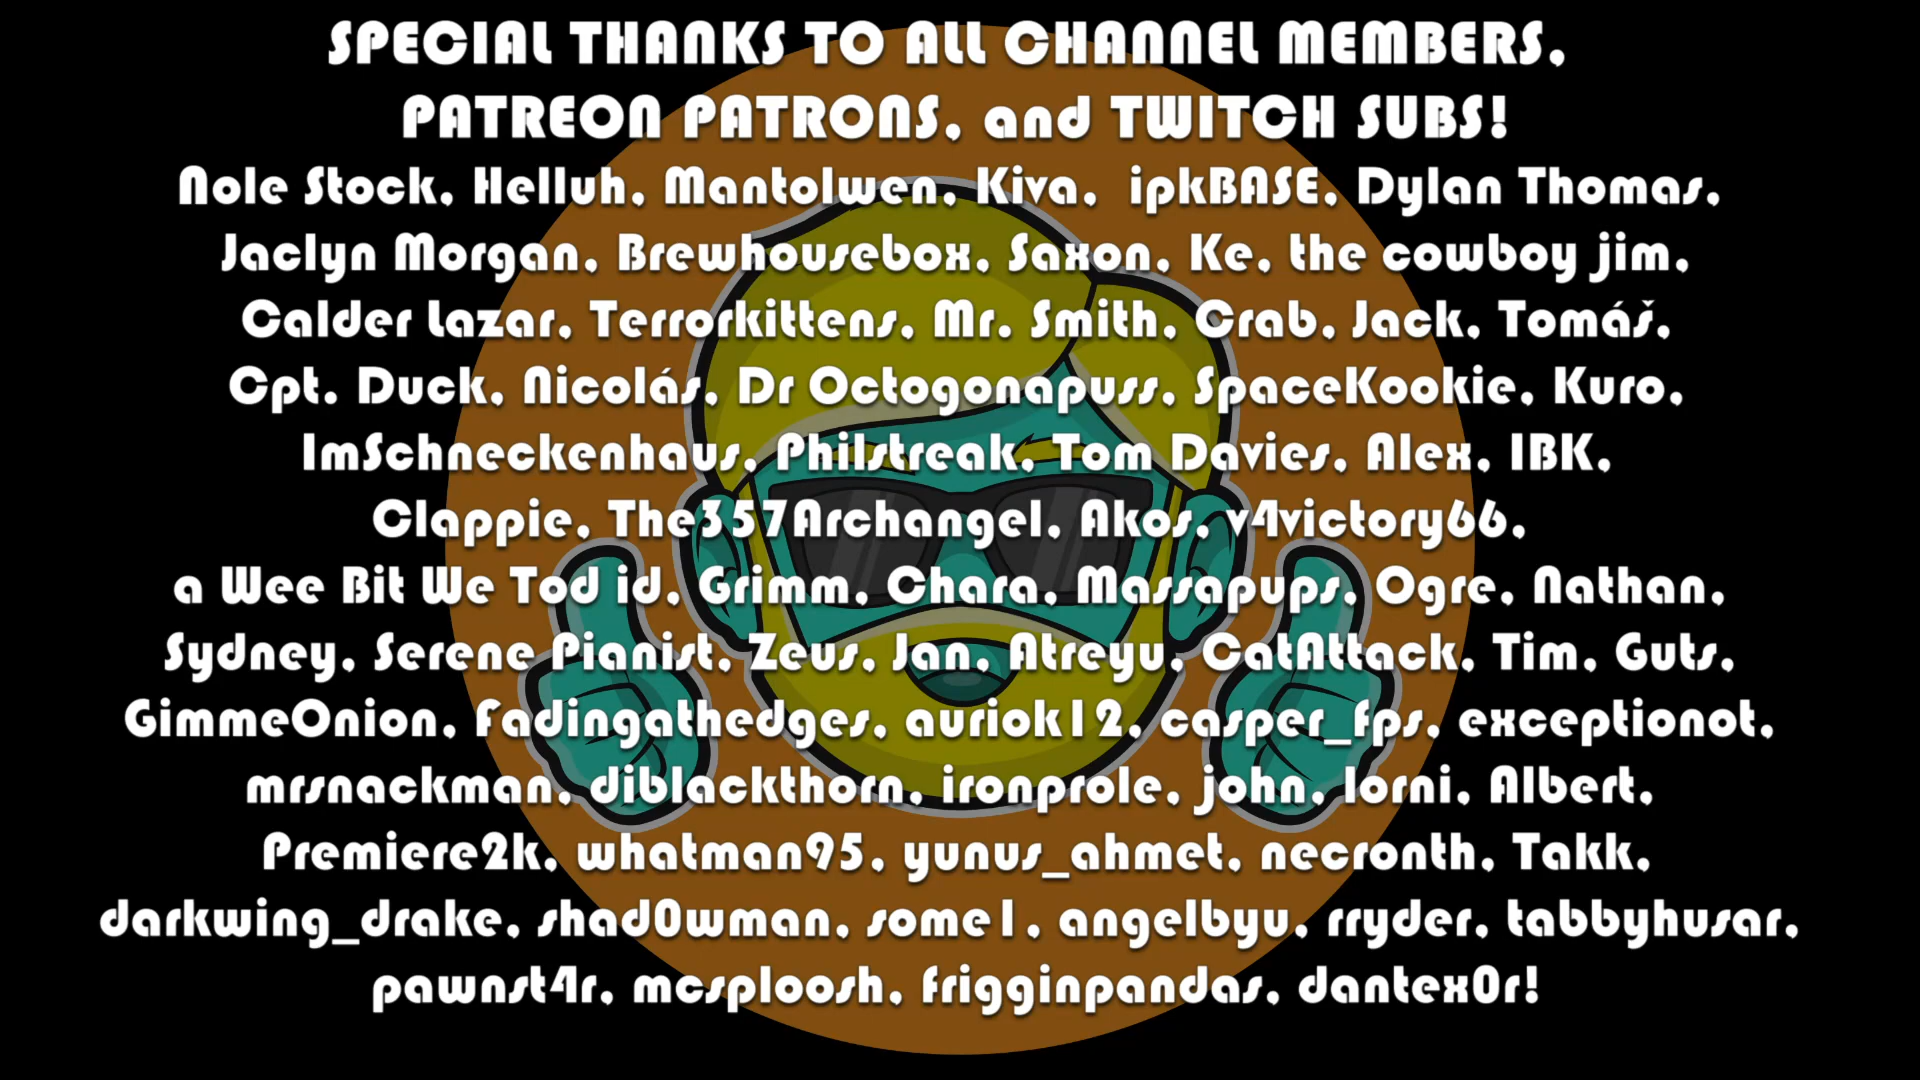 SPECIAL THANKS TO ALL CHANNEL MEMBERS,
PATREON PATRONS, and TWITCH SUBS!
Nole Stock, Helluh, Mantolwen, Kiva, ipkBASE, Dylan Thomas,
Jaclyn Morgan, Brewhousebox, Saxon, Ke, the cowboy jim,
Calder Lazar, Terrorkittens, Mr. Smith, Crab, Jack, Tomáš,
Cpt. Duck, Nicolás, Dr Octogonapuss, SpaceKookie, Kuro,
ImSchneckenhaus, Philstreak, Tom Davies, Alex, IBK,
Clappie, The357Archangel, Akos, v4victory66,
a Wee Bit We Tod id, Grimm, Chara, Massapups, Ogre, Nathan,
Sydney, Serene Pianist, Zeus, Jan, Atreyu, CatAttack, Tim, Guts,
GimmeOnion, Fadingathedges, auriok12, casper_fps, exceptionot,
mrsnackman, diblackthorn, ironprole, john, lorni, Albert,
Premiere2k, whatman95, yunus_ahmet, necronth, Takk,
darkwing_drake, shad0wman, some1, angelbyu, rryder, tabbyhusar,
pawnst4r, mcsploosh, frigginpandas, dantex0r!